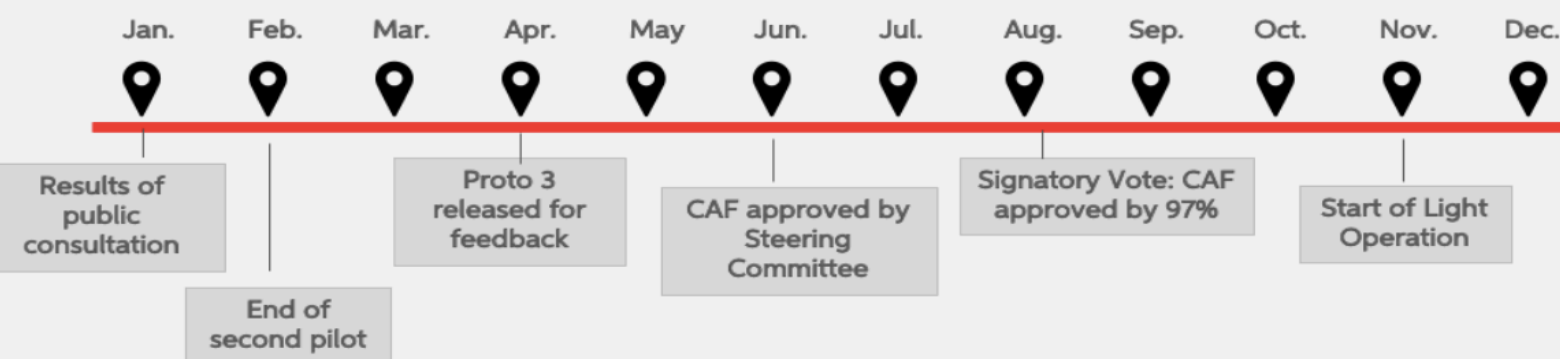 Jan. Feb. Mar. Apr. May Jun. Jul. Aug. Sep. Oct. Nov. Dec.
Results of
public
consultation
End of
second pilot
Proto 3
released for
feedback
CAF approved by
Steering
Committee
Signatory Vote: CAF
approved by 97%
Start of Light
Operation